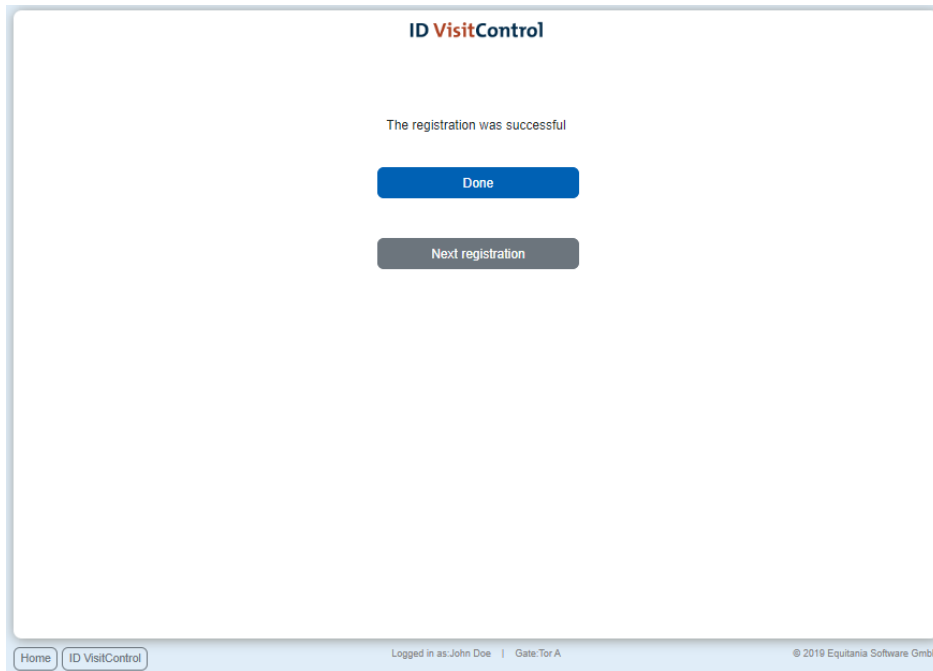 ID VisitControl
The registration was successful
Done
Next registration
Home
ID VisitControl
Logged in as:John Doe | Gate:Tor A
© 2019 Equitania Software Gmb